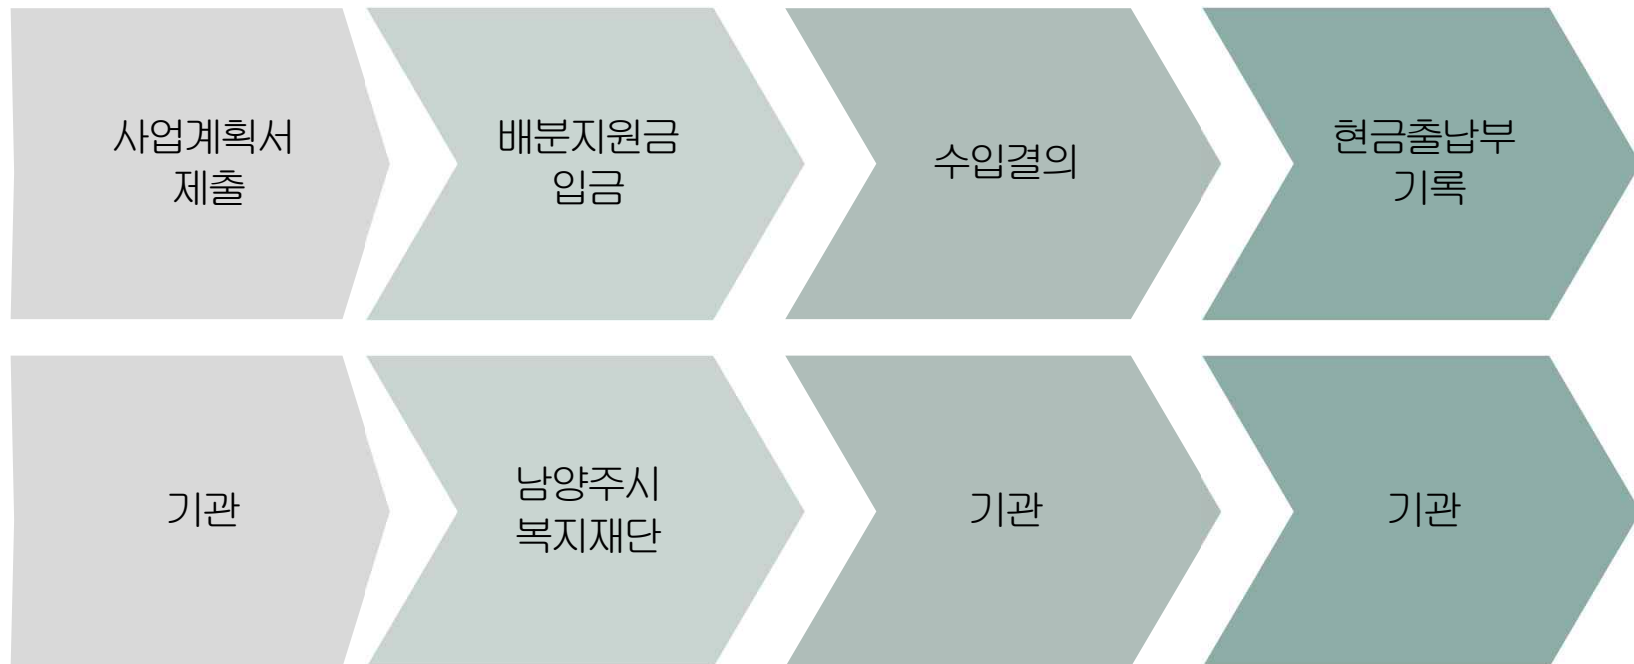 사업계획서
제출
배분지원금
입금
수입결의
현금출납부
기록
기관
남양주시
복지재단
기관
기관